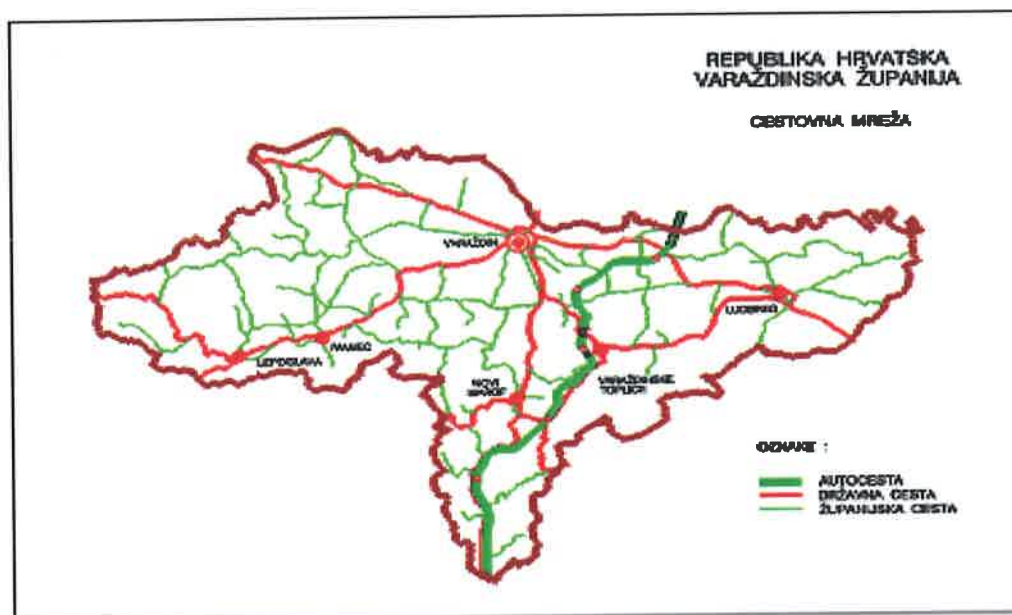 REPUBLIKA HRVATSKA
VARAŽDINSKA ŽUPANIJA
CESTOVNA MREŽA
VARAŽDIN
LUDBREG
IVANEC
LEPOGLAVA
NOVI MAROF
VARAŽDINSKE
TOPLICE
OZNAKE :
AUTOCESTA
DRŽAVNA CESTA
ŽUPANIJSKA CESTA